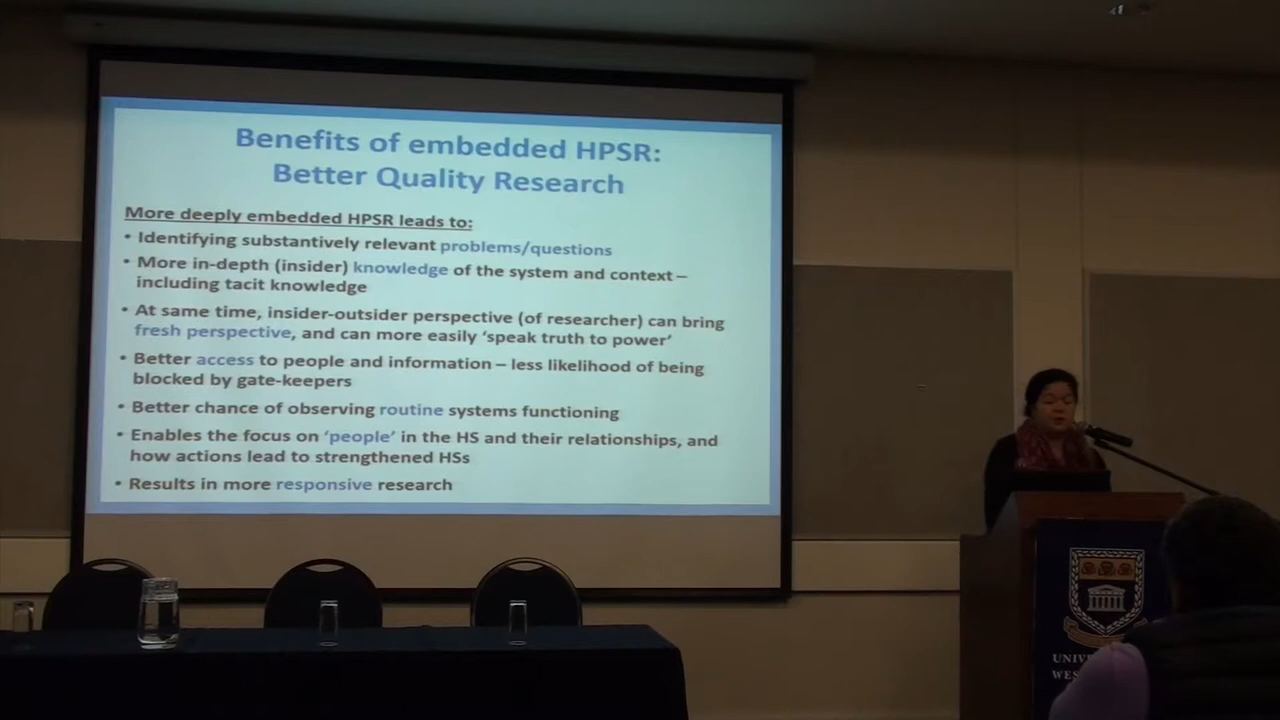 Benefits of embedded HPSR:
Better Quality Research
More deeply embedded HPSR leads to:
• Identifying substantively relevant problems/questions
• More in-depth (insider) knowledge of the system and context –
including tacit knowledge
• At same time, insider-outsider perspective (of researcher) can bring
fresh perspective, and can more easily ‘speak truth to power’
• Better access to people and information – less likelihood of being
blocked by gate-keepers
• Better chance of observing routine systems functioning
• Enables the focus on ‘people’ in the HS and their relationships, and
how actions lead to strengthened HSs
• Results in more responsive research